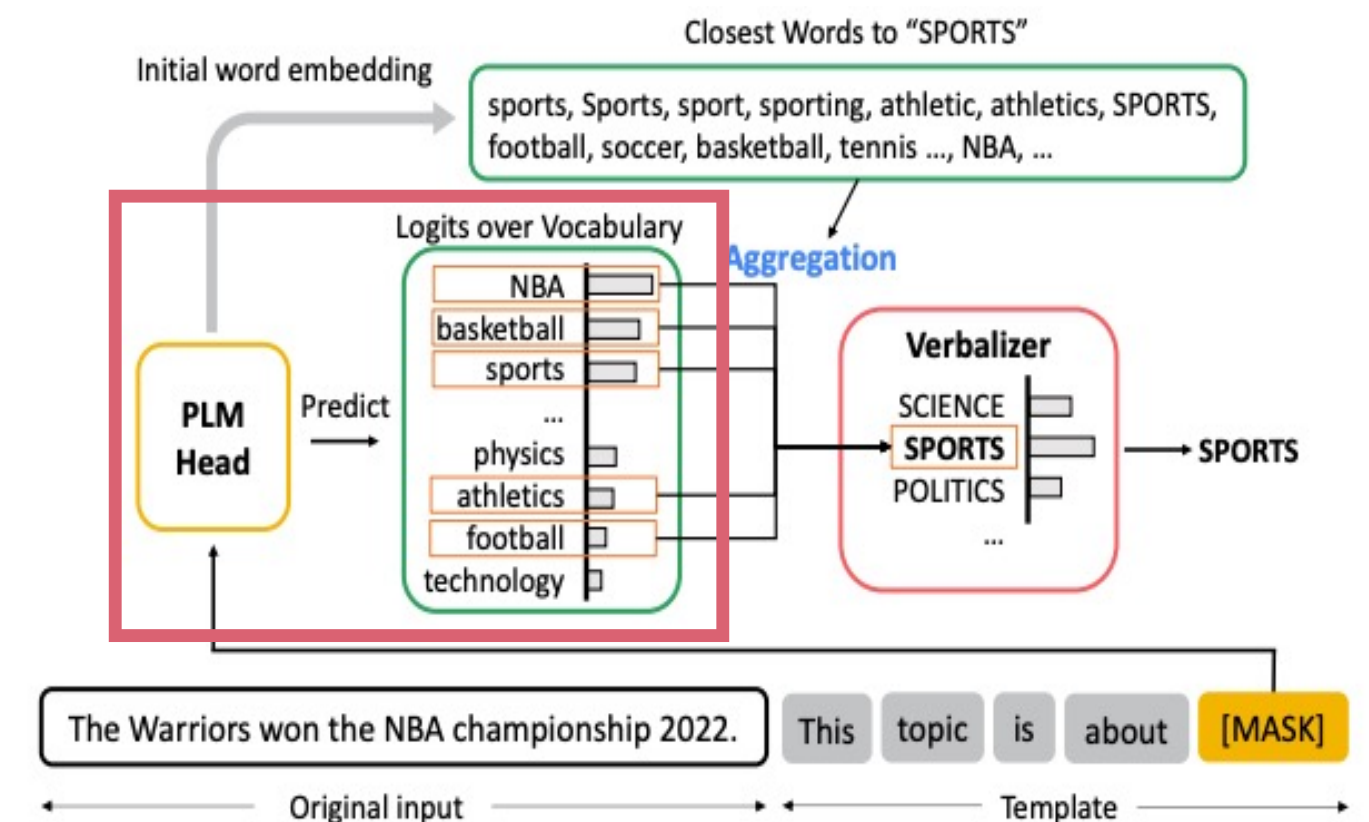 Closest Words to “SPORTS”
Initial word embedding
sports, Sports, sport, sporting, athletic, athletics, SPORTS,
football, soccer, basketball, tennis ..., NBA, ...
Logits over Vocabulary
Aggregation
NBA
basketball
sports
...
physics
athletics
football
technology
PLM
Head
Predict
Verbalizer
SCIENCE
SPORTS
POLITICS
...
SPORTS
The Warriors won the NBA championship 2022.
This topic is about [MASK]
Original input
Template